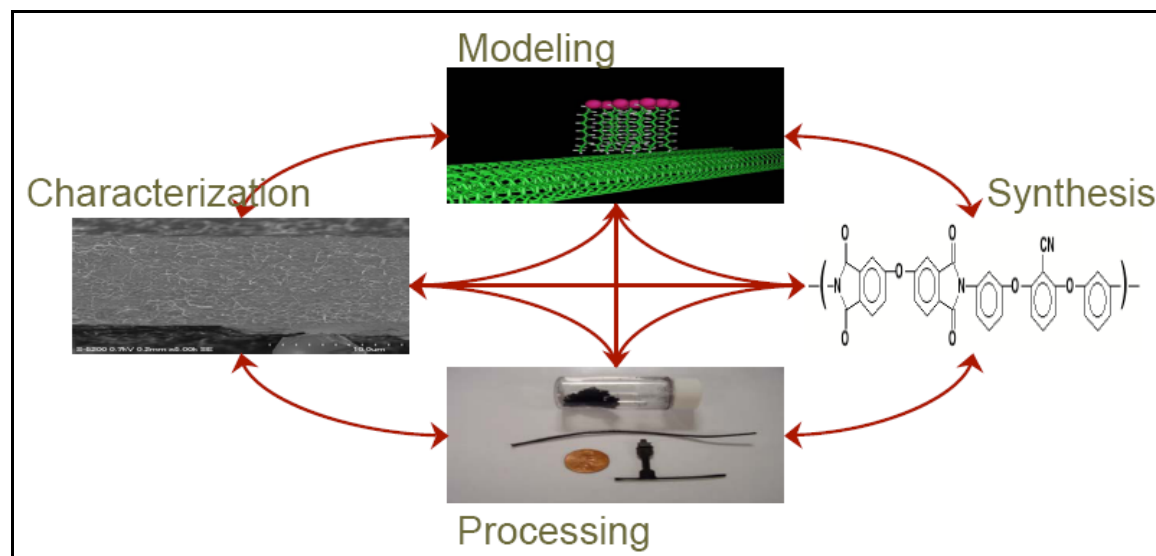 Modeling
Characterization
Synthesis
O O CN
O N O O
N
O O
Processing